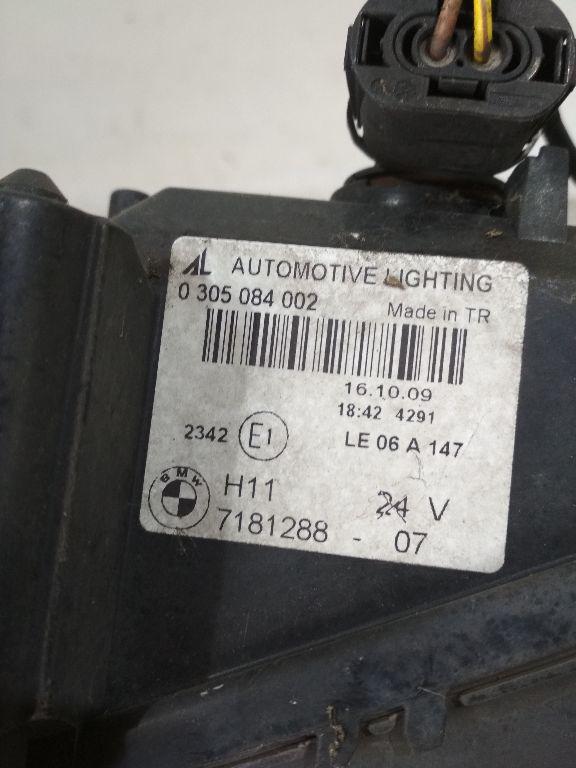 AL AUTOMOTIVE LIGHTING
0 305 084 002 Made in TR
16.10.09
18:42 4291
2342 E1 LE 06 A 147
BMW H11 24 V
7181288 - 07